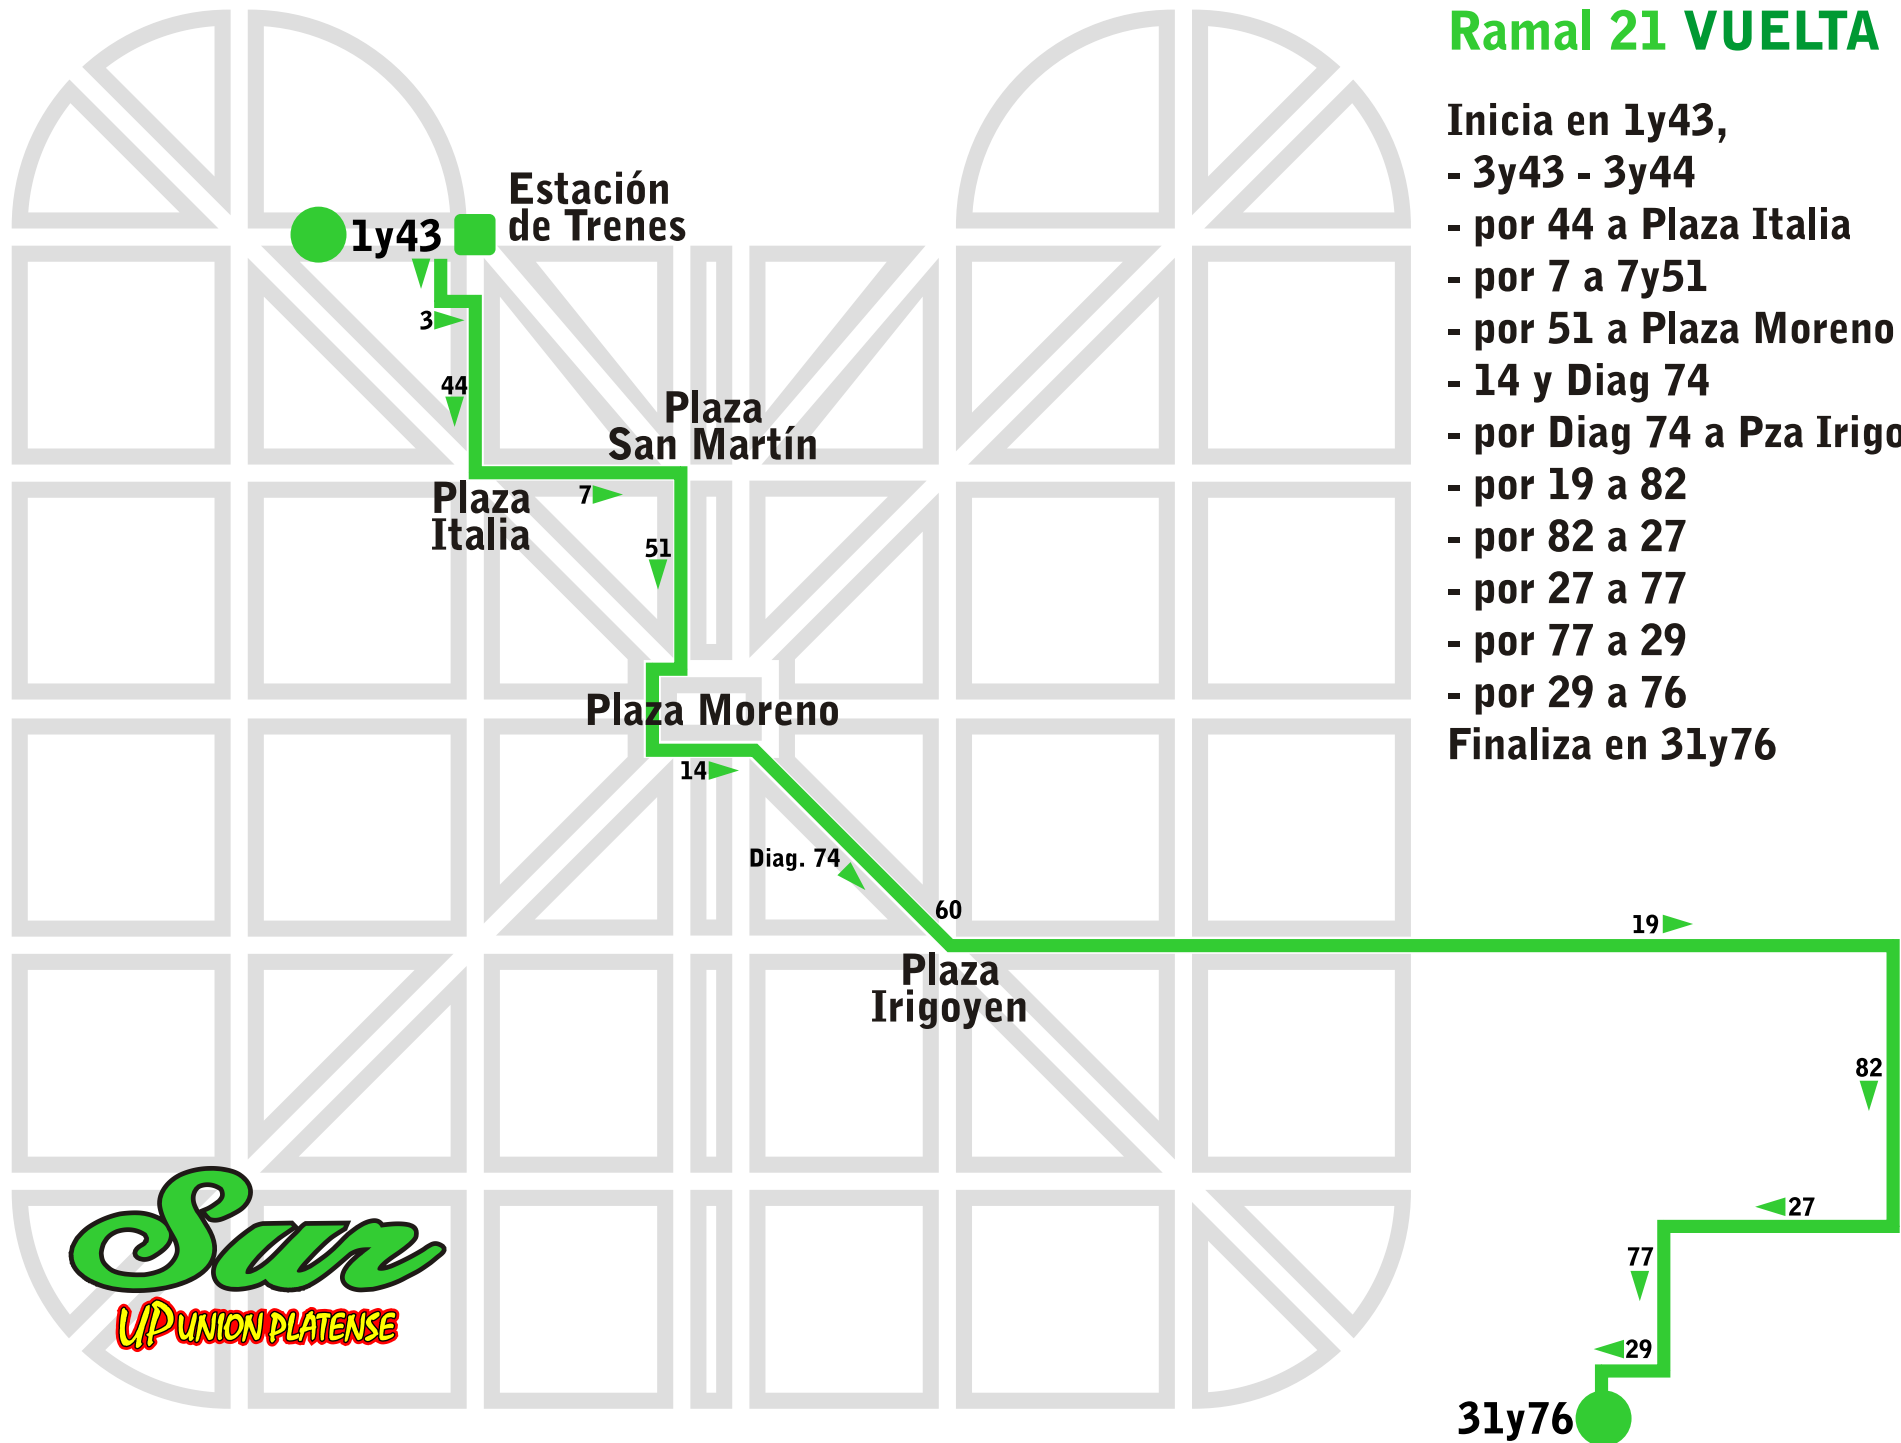 Ramal 21 VUELTA
Inicia en 1y43,
- 3y43 - 3y44
- por 44 a Plaza Italia
- por 7 a 7y51
- por 51 a Plaza Moreno
- 14 y Diag 74
- por Diag 74 a Pza Irigo
- por 19 a 82
- por 82 a 27
- por 27 a 77
- por 77 a 29
- por 29 a 76
Finaliza en 31y76
Estación
de Trenes
1y43
3
44
Plaza
San Martín
Plaza
Italia
7
51
Plaza Moreno
14
Diag. 74
60
Plaza
Irigoyen
19
82
27
77
29
31y76
Sur
UP UNION PLATENSE